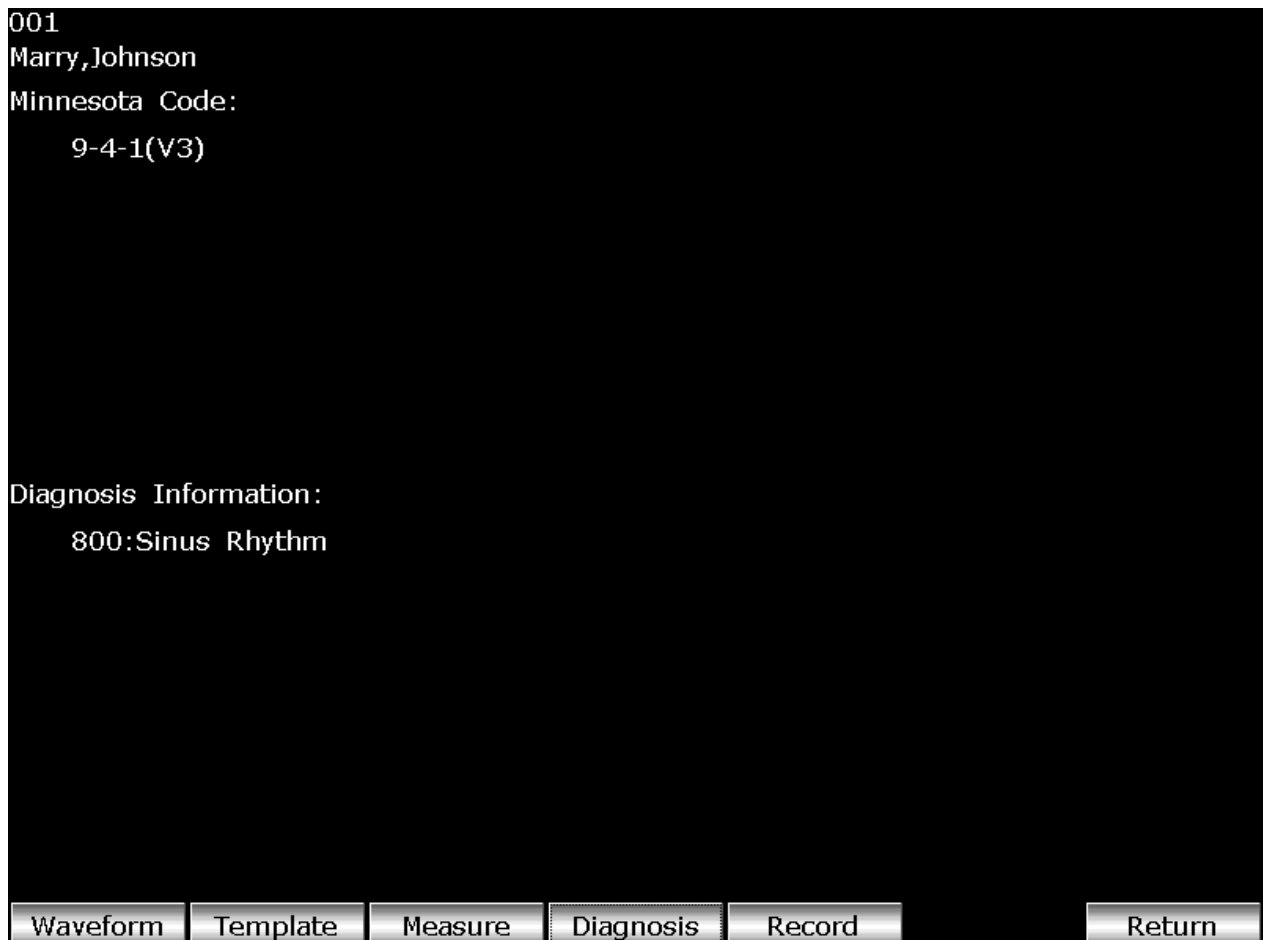 001
Marry,Johnson
Minnesota Code:
9-4-1(V3)
Diagnosis Information:
800:Sinus Rhythm
Waveform Template Measure Diagnosis Record Return